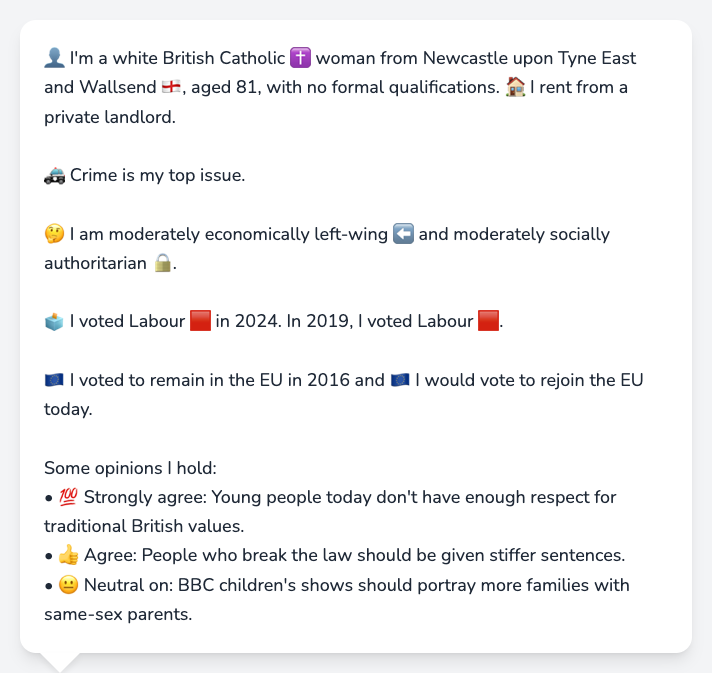 👤 I'm a white British Catholic ✝️ woman from Newcastle upon Tyne East
and Wallsend 🏴󠁧󠁢󠁥󠁮󠁧󠁿, aged 81, with no formal qualifications. 🏠 I rent from a
private landlord.
🚓 Crime is my top issue.
🤔 I am moderately economically left-wing ⬅️ and moderately socially
authoritarian 🔒.
🗳️ I voted Labour 🟥 in 2024. In 2019, I voted Labour 🟥.
🇪🇺 I voted to remain in the EU in 2016 and 🇪🇺 I would vote to rejoin the EU
today.
Some opinions I hold:
• 💯 Strongly agree: Young people today don't have enough respect for
traditional British values.
• 👍 Agree: People who break the law should be given stiffer sentences.
• 😐 Neutral on: BBC children's shows should portray more families with
same-sex parents.